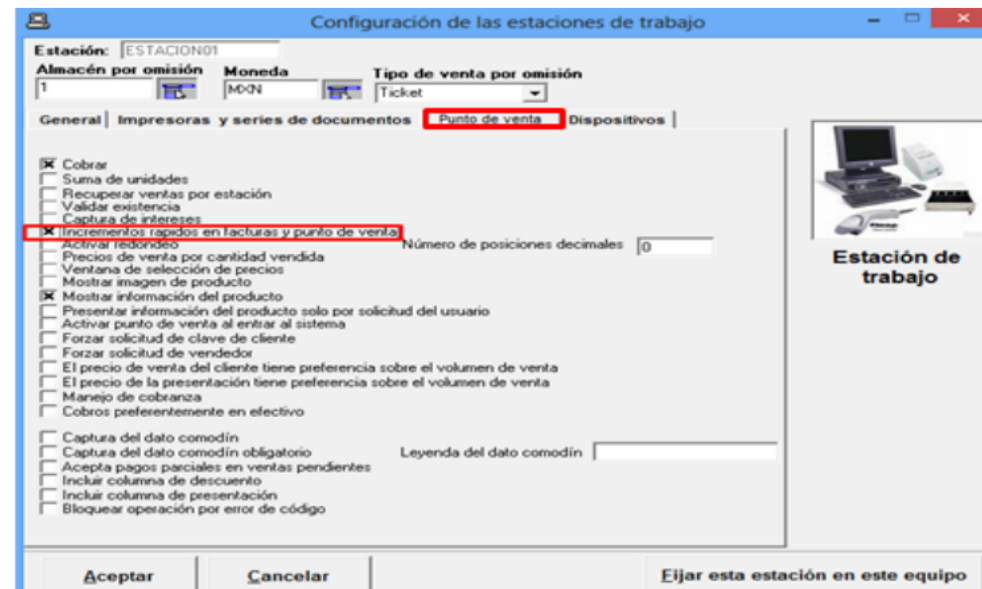 Configuración de las estaciones de trabajo
Estación: ESTACION01
Almacén por omisión Moneda Tipo de venta por omisión
1 MXN Ticket
General Impresoras y series de documentos Punto de venta Dispositivos
Cobrar
Suma de unidades
Recuperar ventas por estación
Validar existencia
Captura de intereses
Incrementos rapidos en facturas y punto de venta
Activar redondeo Número de posiciones decimales 0
Precios de venta por cantidad vendida
Ventana de selección de precios
Mostrar imagen de producto
Mostrar información del producto
Presentar información del producto solo por solicitud del usuario
Activar punto de venta al entrar al sistema
Forzar solicitud de clave de cliente
Forzar solicitud de vendedor
El precio de venta del cliente tiene preferencia sobre el volumen de venta
El precio de la presentación tiene preferencia sobre el volumen de venta
Manejo de cobranza
Cobros preferentemente en efectivo
Captura del dato comodín
Captura del dato comodín obligatorio Leyenda del dato comodín
Acepta pagos parciales en ventas pendientes
Incluir columna de descuento
Incluir columna de presentación
Bloquear operación por error de código
Estación de
trabajo
Aceptar Cancelar Fijar esta estación en este equipo